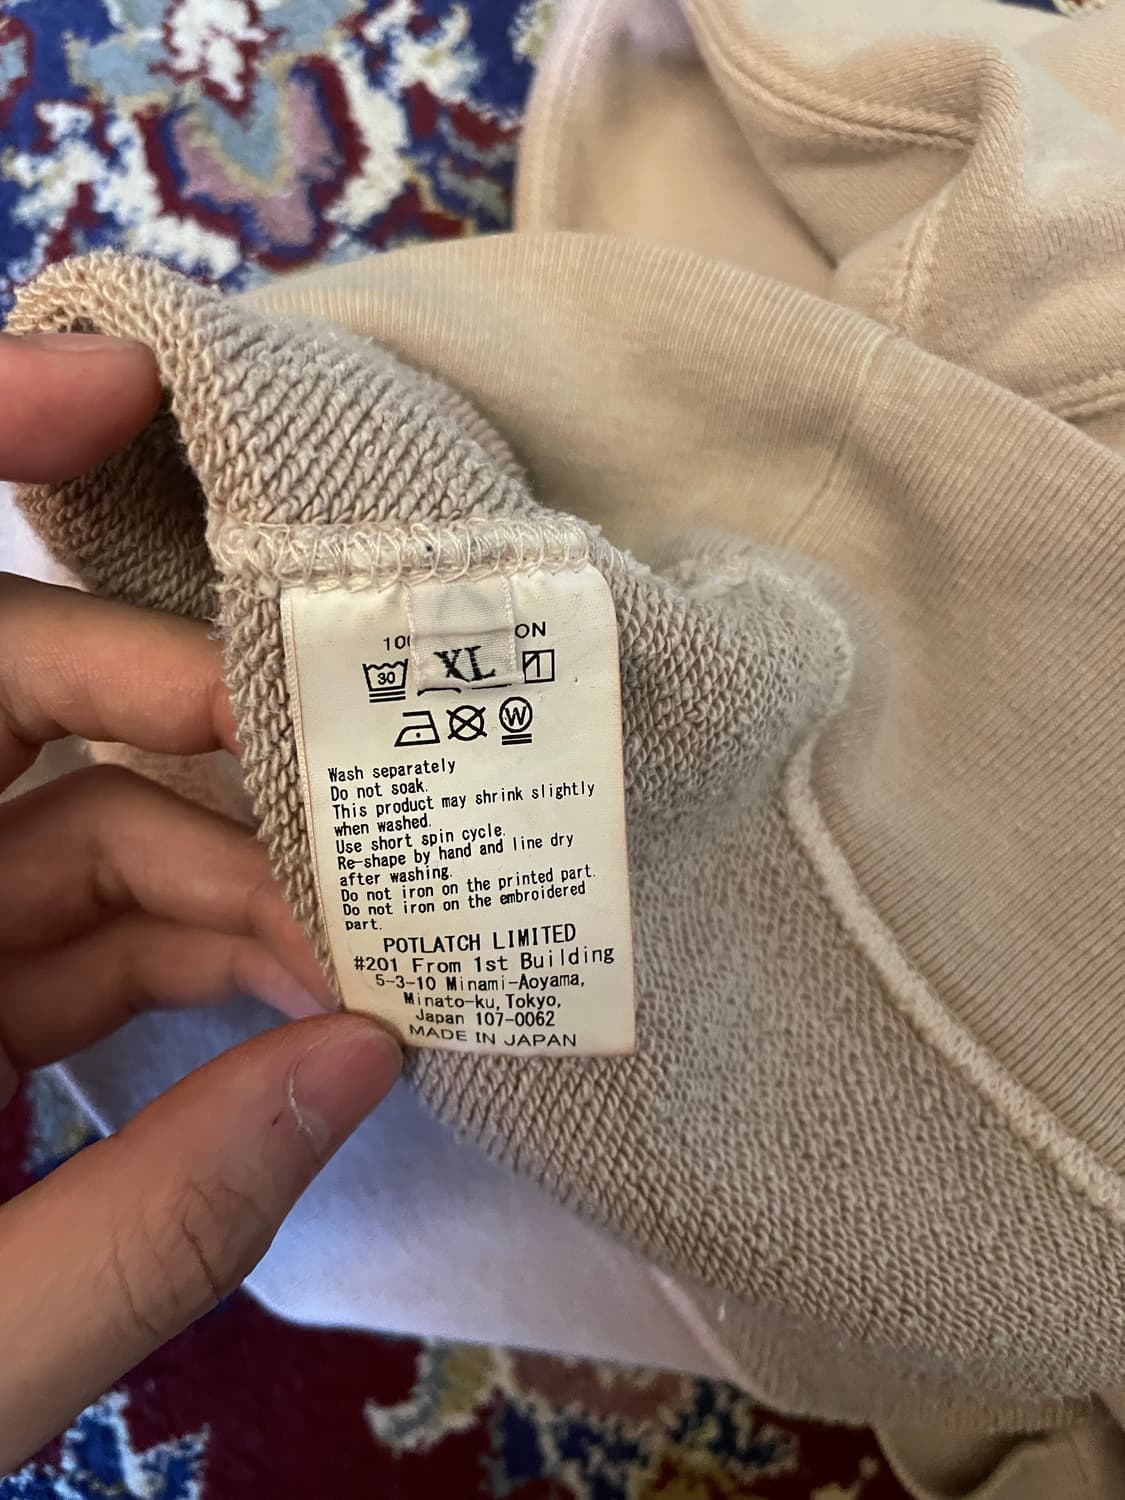 XL
30
W
Wash separately
Do not soak.
This product may shrink slightly
when washed.
Use short spin cycle.
Re-shape by hand and line dry
after washing.
Do not iron on the printed part.
Do not iron on the embroidered
part.
POTLATCH LIMITED
#201 From 1st Building
5-3-10 Minami-Aoyama,
Minato-ku, Tokyo,
Japan 107-0062
MADE IN JAPAN